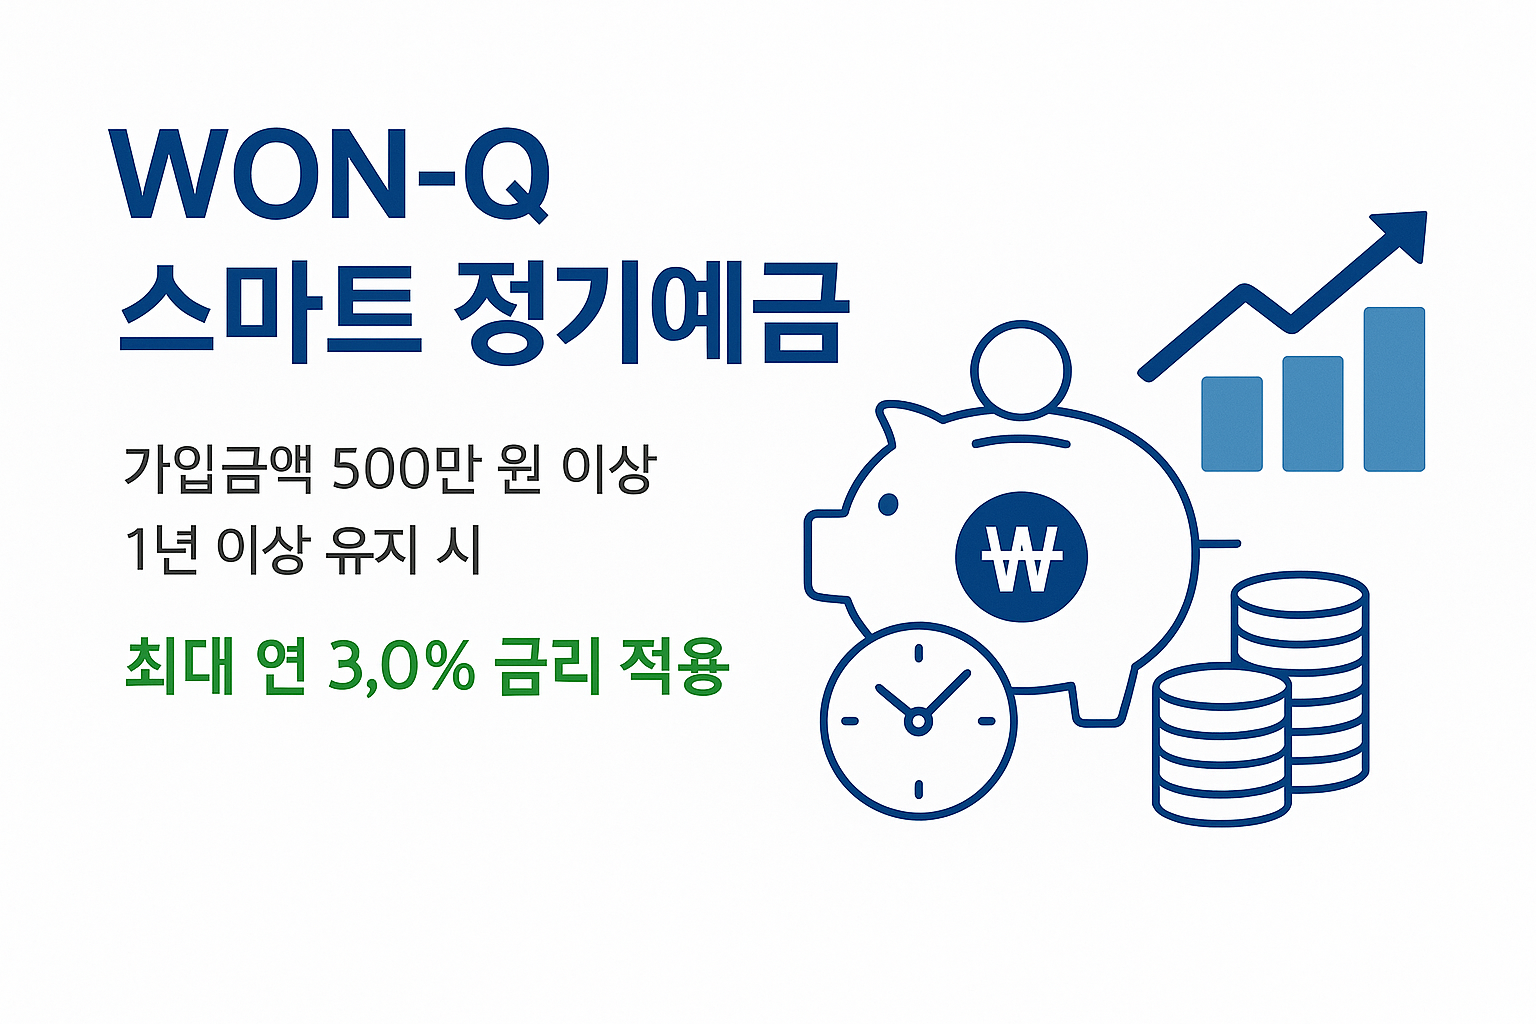 WON-Q
스마트 정기예금
가입금액 500만 원 이상
1년 이상 유지 시
최대 연 3,0% 금리 적용
₩